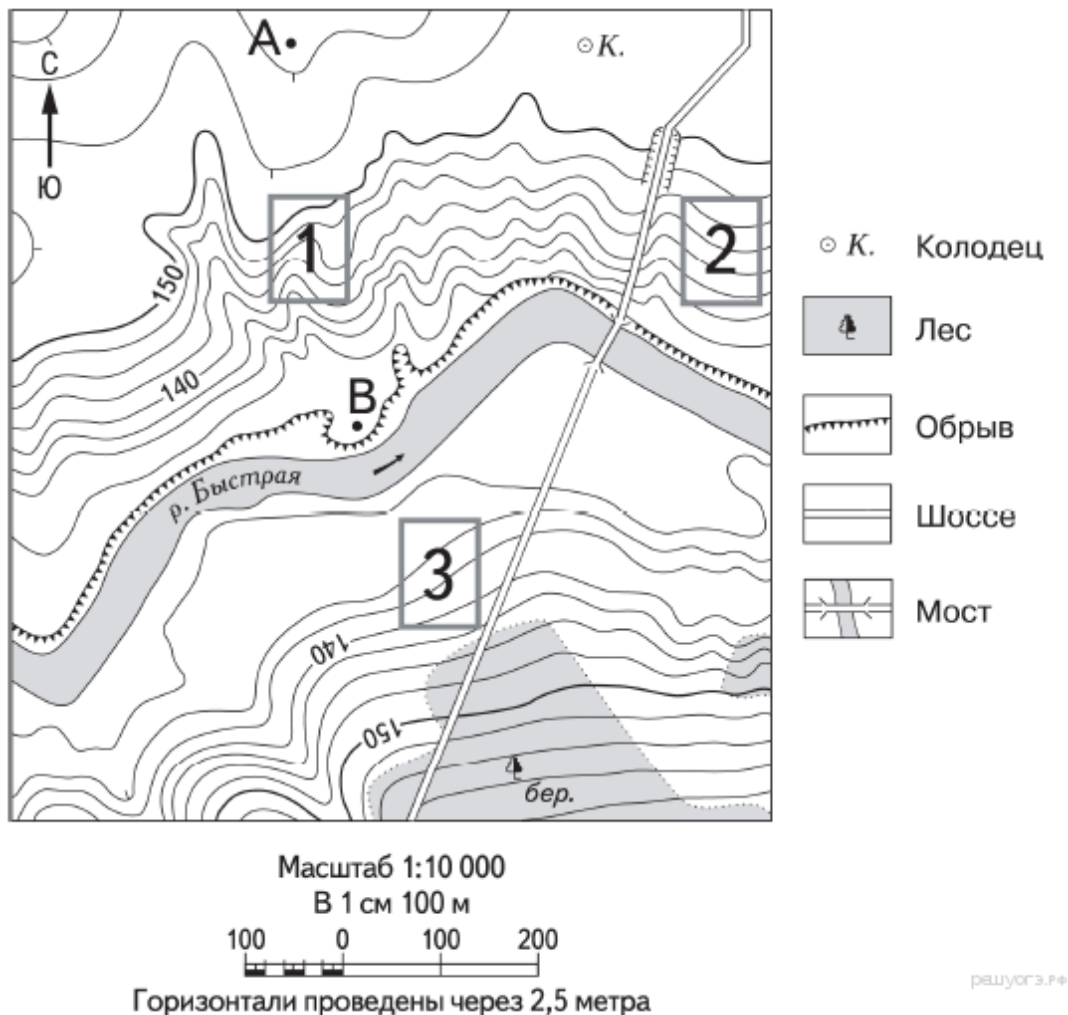 А
К.
С
Ю
1
2
150
140
В
р. Быстрая
3
140
150
бер.
К. Колодец
Лес
Обрыв
Шоссе
Мост
Масштаб 1:10 000
В 1 см 100 м
100 0 100 200
Горизонтали проведены через 2,5 метра
решуогэ.рф